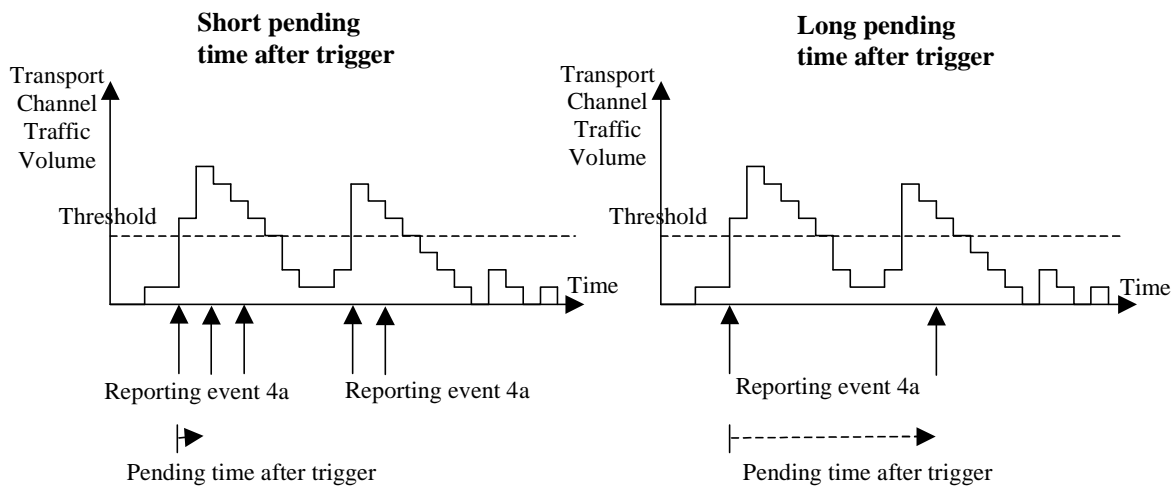 Short pending
time after trigger
Transport
Channel
Traffic
Volume
Threshold
Time
Reporting event 4a
Reporting event 4a
Pending time after trigger
Long pending
time after trigger
Transport
Channel
Traffic
Volume
Threshold
Time
Reporting event 4a
Pending time after trigger